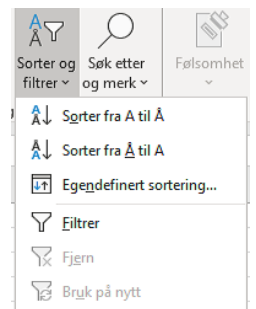 Sorter og
filtrer
Søk etter
og merk
Følsomhet
Sorter fra A til Å
Sorter fra Å til A
Egendefinert sortering...
Filtrer
Fjern
Bruk på nytt